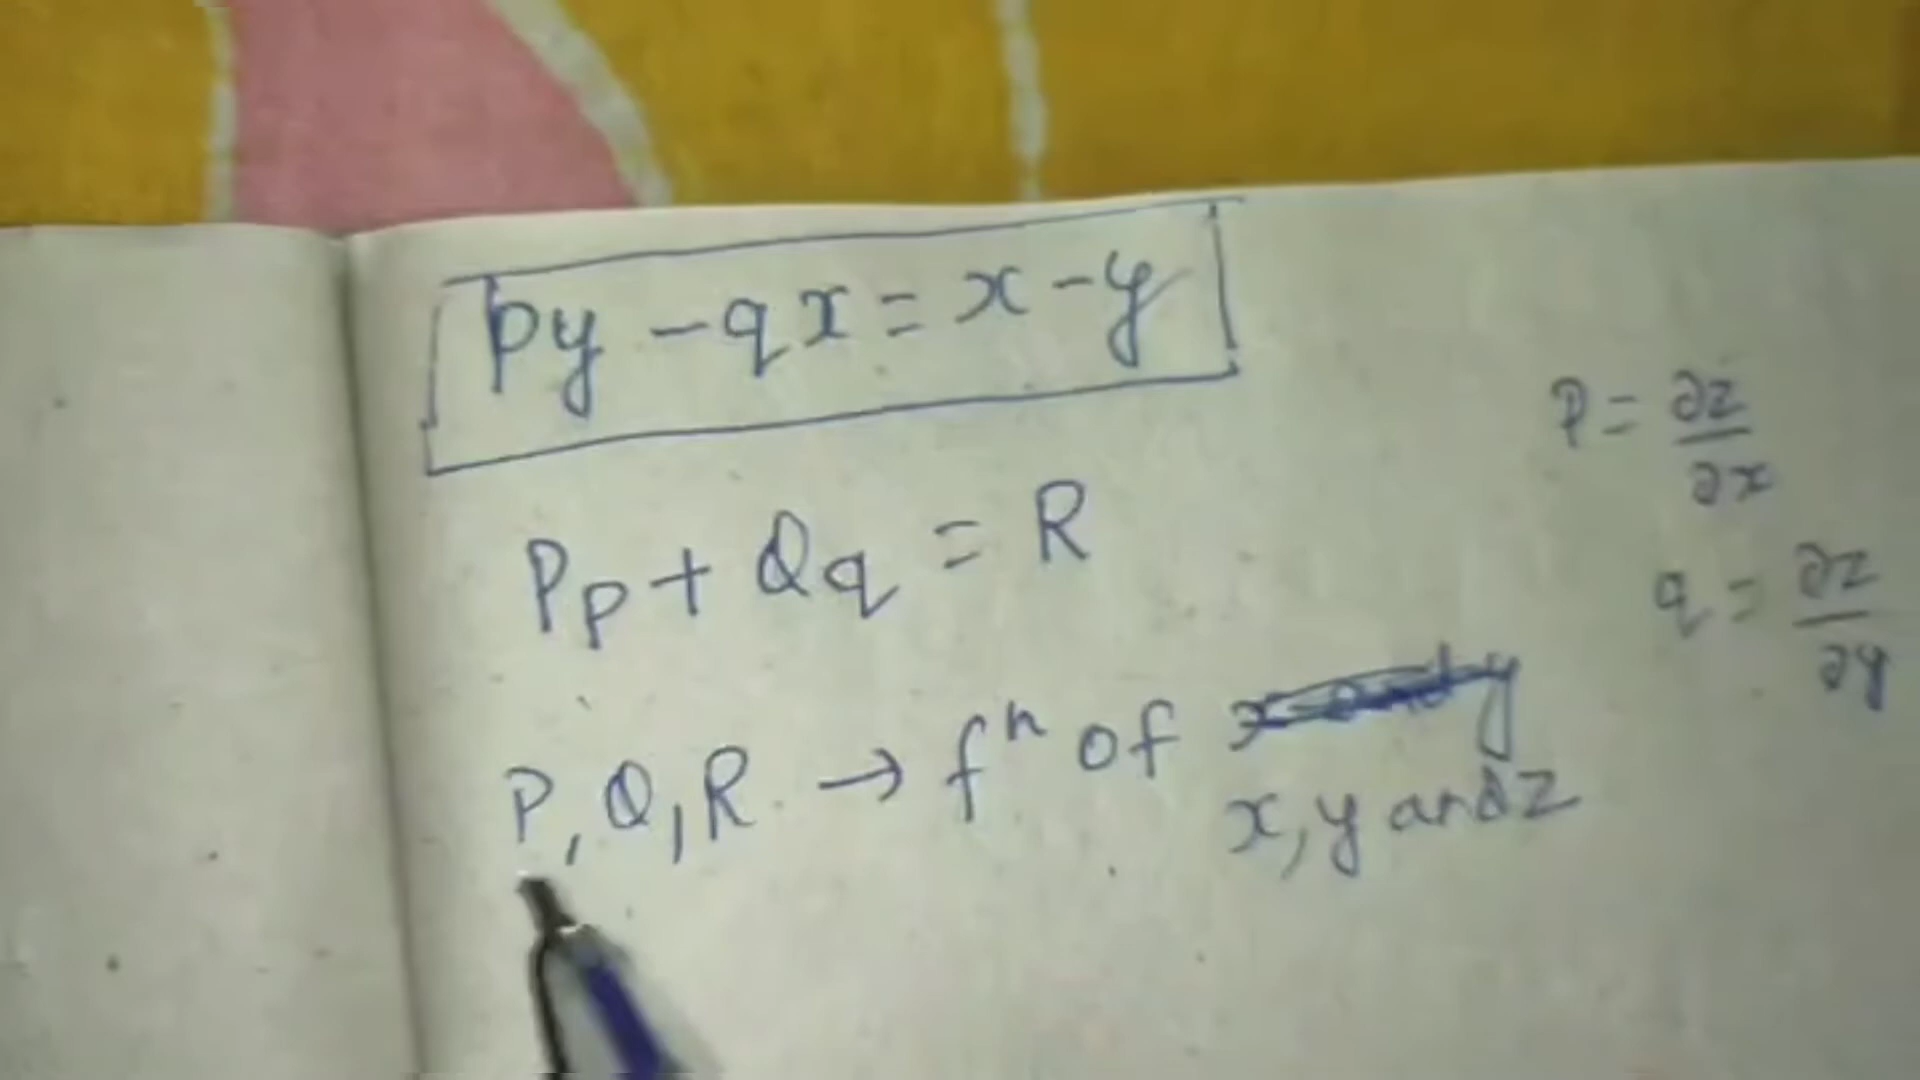 py - qx = x - y
Pp + Qq = R
P, Q, R → fⁿ of
x, y and z
P = ∂z/∂x
q = ∂z/∂y